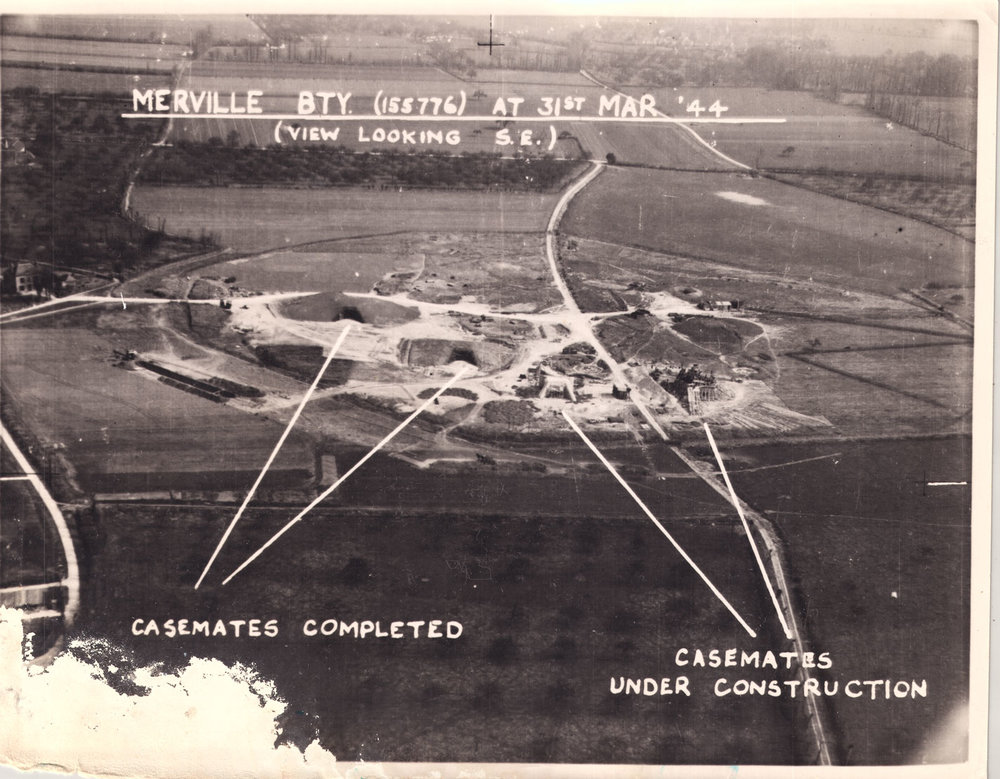 MERVILLE BTY. (155776) AT 31ST MAR '44
(VIEW LOOKING S.E.)
CASEMATES COMPLETED
CASEMATES
UNDER CONSTRUCTION